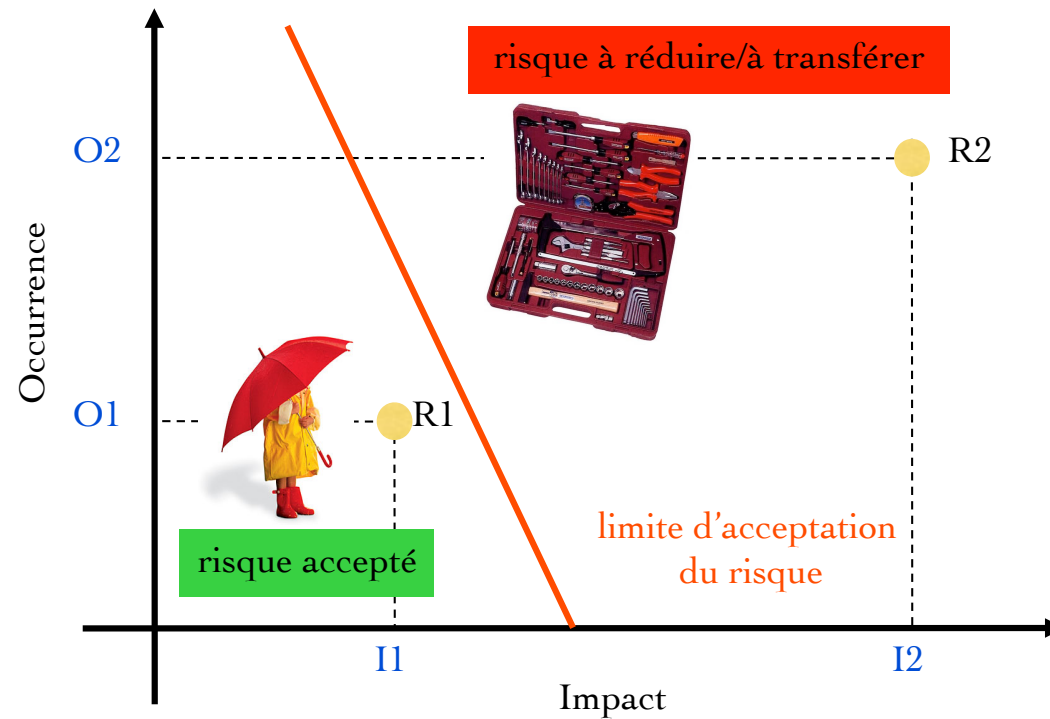 risque à réduire/à transférer
O2
R2
Occurrence
O1
R1
risque accepté
limite d'acceptation
du risque
I1
I2
Impact